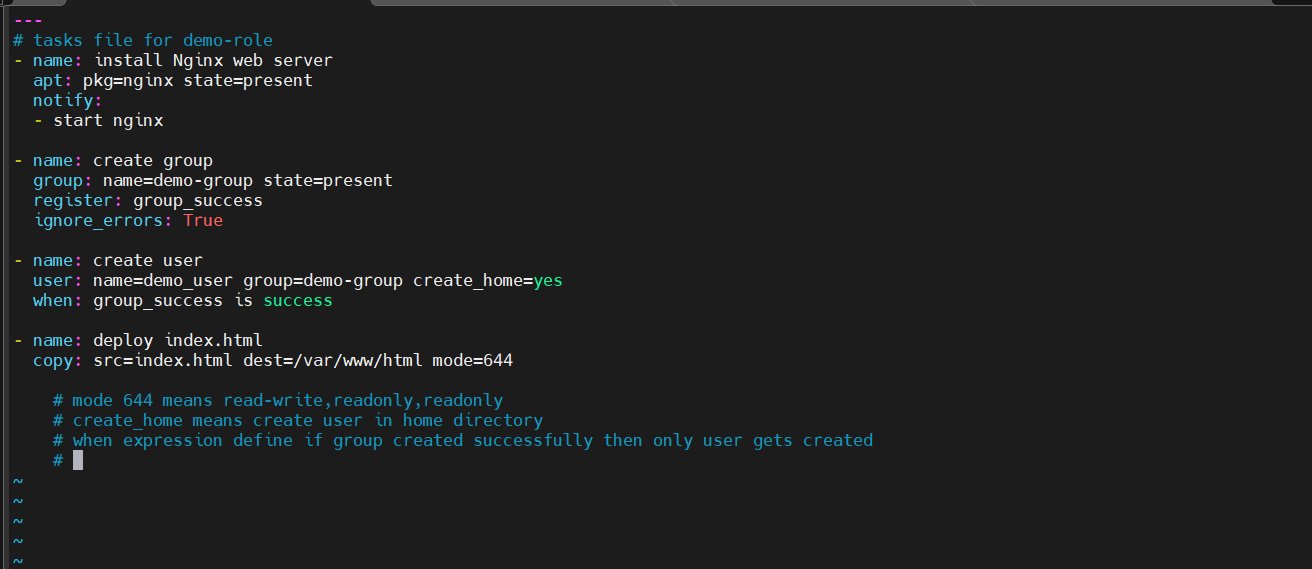 ---
# tasks file for demo-role
- name: install Nginx web server
  apt: pkg=nginx state=present
  notify:
  - start nginx

- name: create group
  group: name=demo-group state=present
  register: group_success
  ignore_errors: True

- name: create user
  user: name=demo_user group=demo-group create_home=yes
  when: group_success is success

- name: deploy index.html
  copy: src=index.html dest=/var/www/html mode=644

    # mode 644 means read-write,readonly,readonly
    # create_home means create user in home directory
    # when expression define if group created successfully then only user gets created
    #
~
~
~
~
~